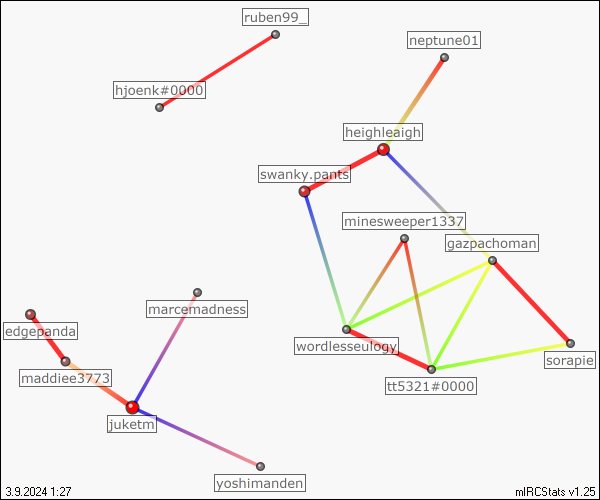 ruben99_
neptune01
hjoenk#0000
heighleaigh
swanky.pants
minesweeper1337
gazpachoman
marcemadness
edgepanda
wordlesseulogy
sorapie
maddiee3773
tt5321#0000
juketm
yoshimanden
3.9.2024 1:27
mIRCStats v1.25